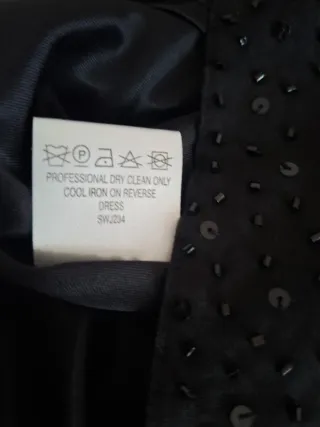 P
PROFESSIONAL DRY CLEAN ONLY
COOL IRON ON REVERSE
DRESS
SWJ234